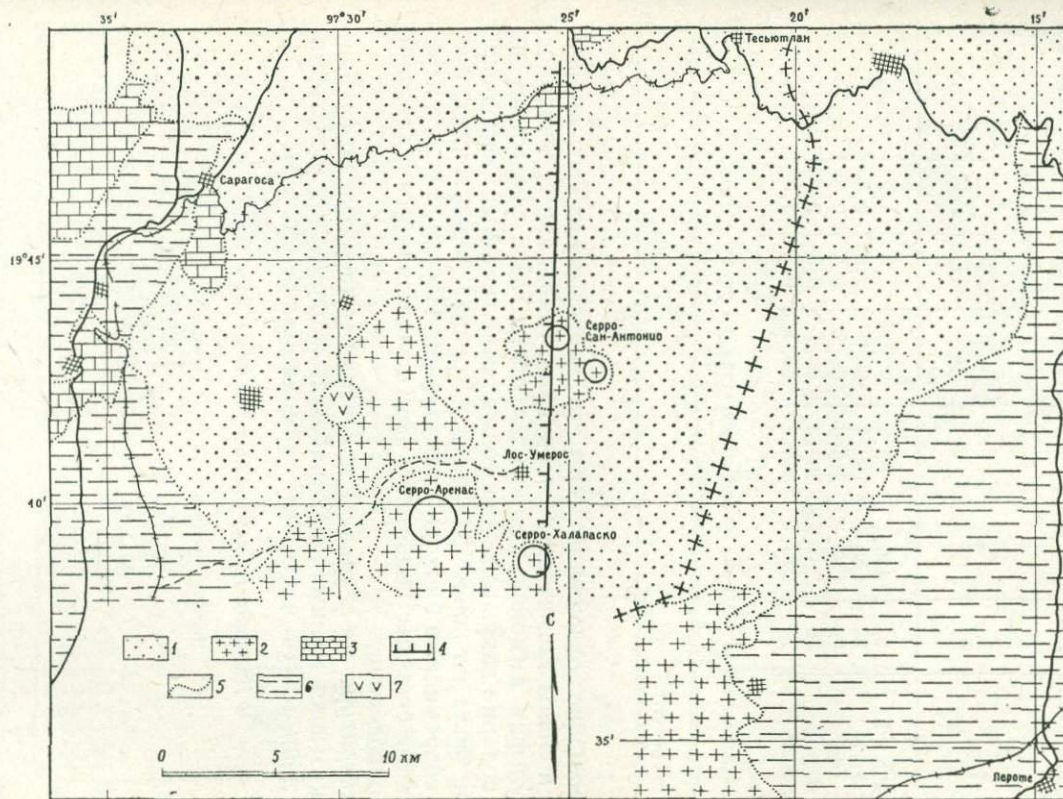 35'
99°30'
25'
20'
15'
Тесьютлан
Сарагоса
19°45'
Серро-
Сан-Антонио
Лос-Умерос
40'
Серро-Аренас
Серро-Халапаско
С
1
2
3
4
5
6
7
35'
0
5
10 км
Пероте